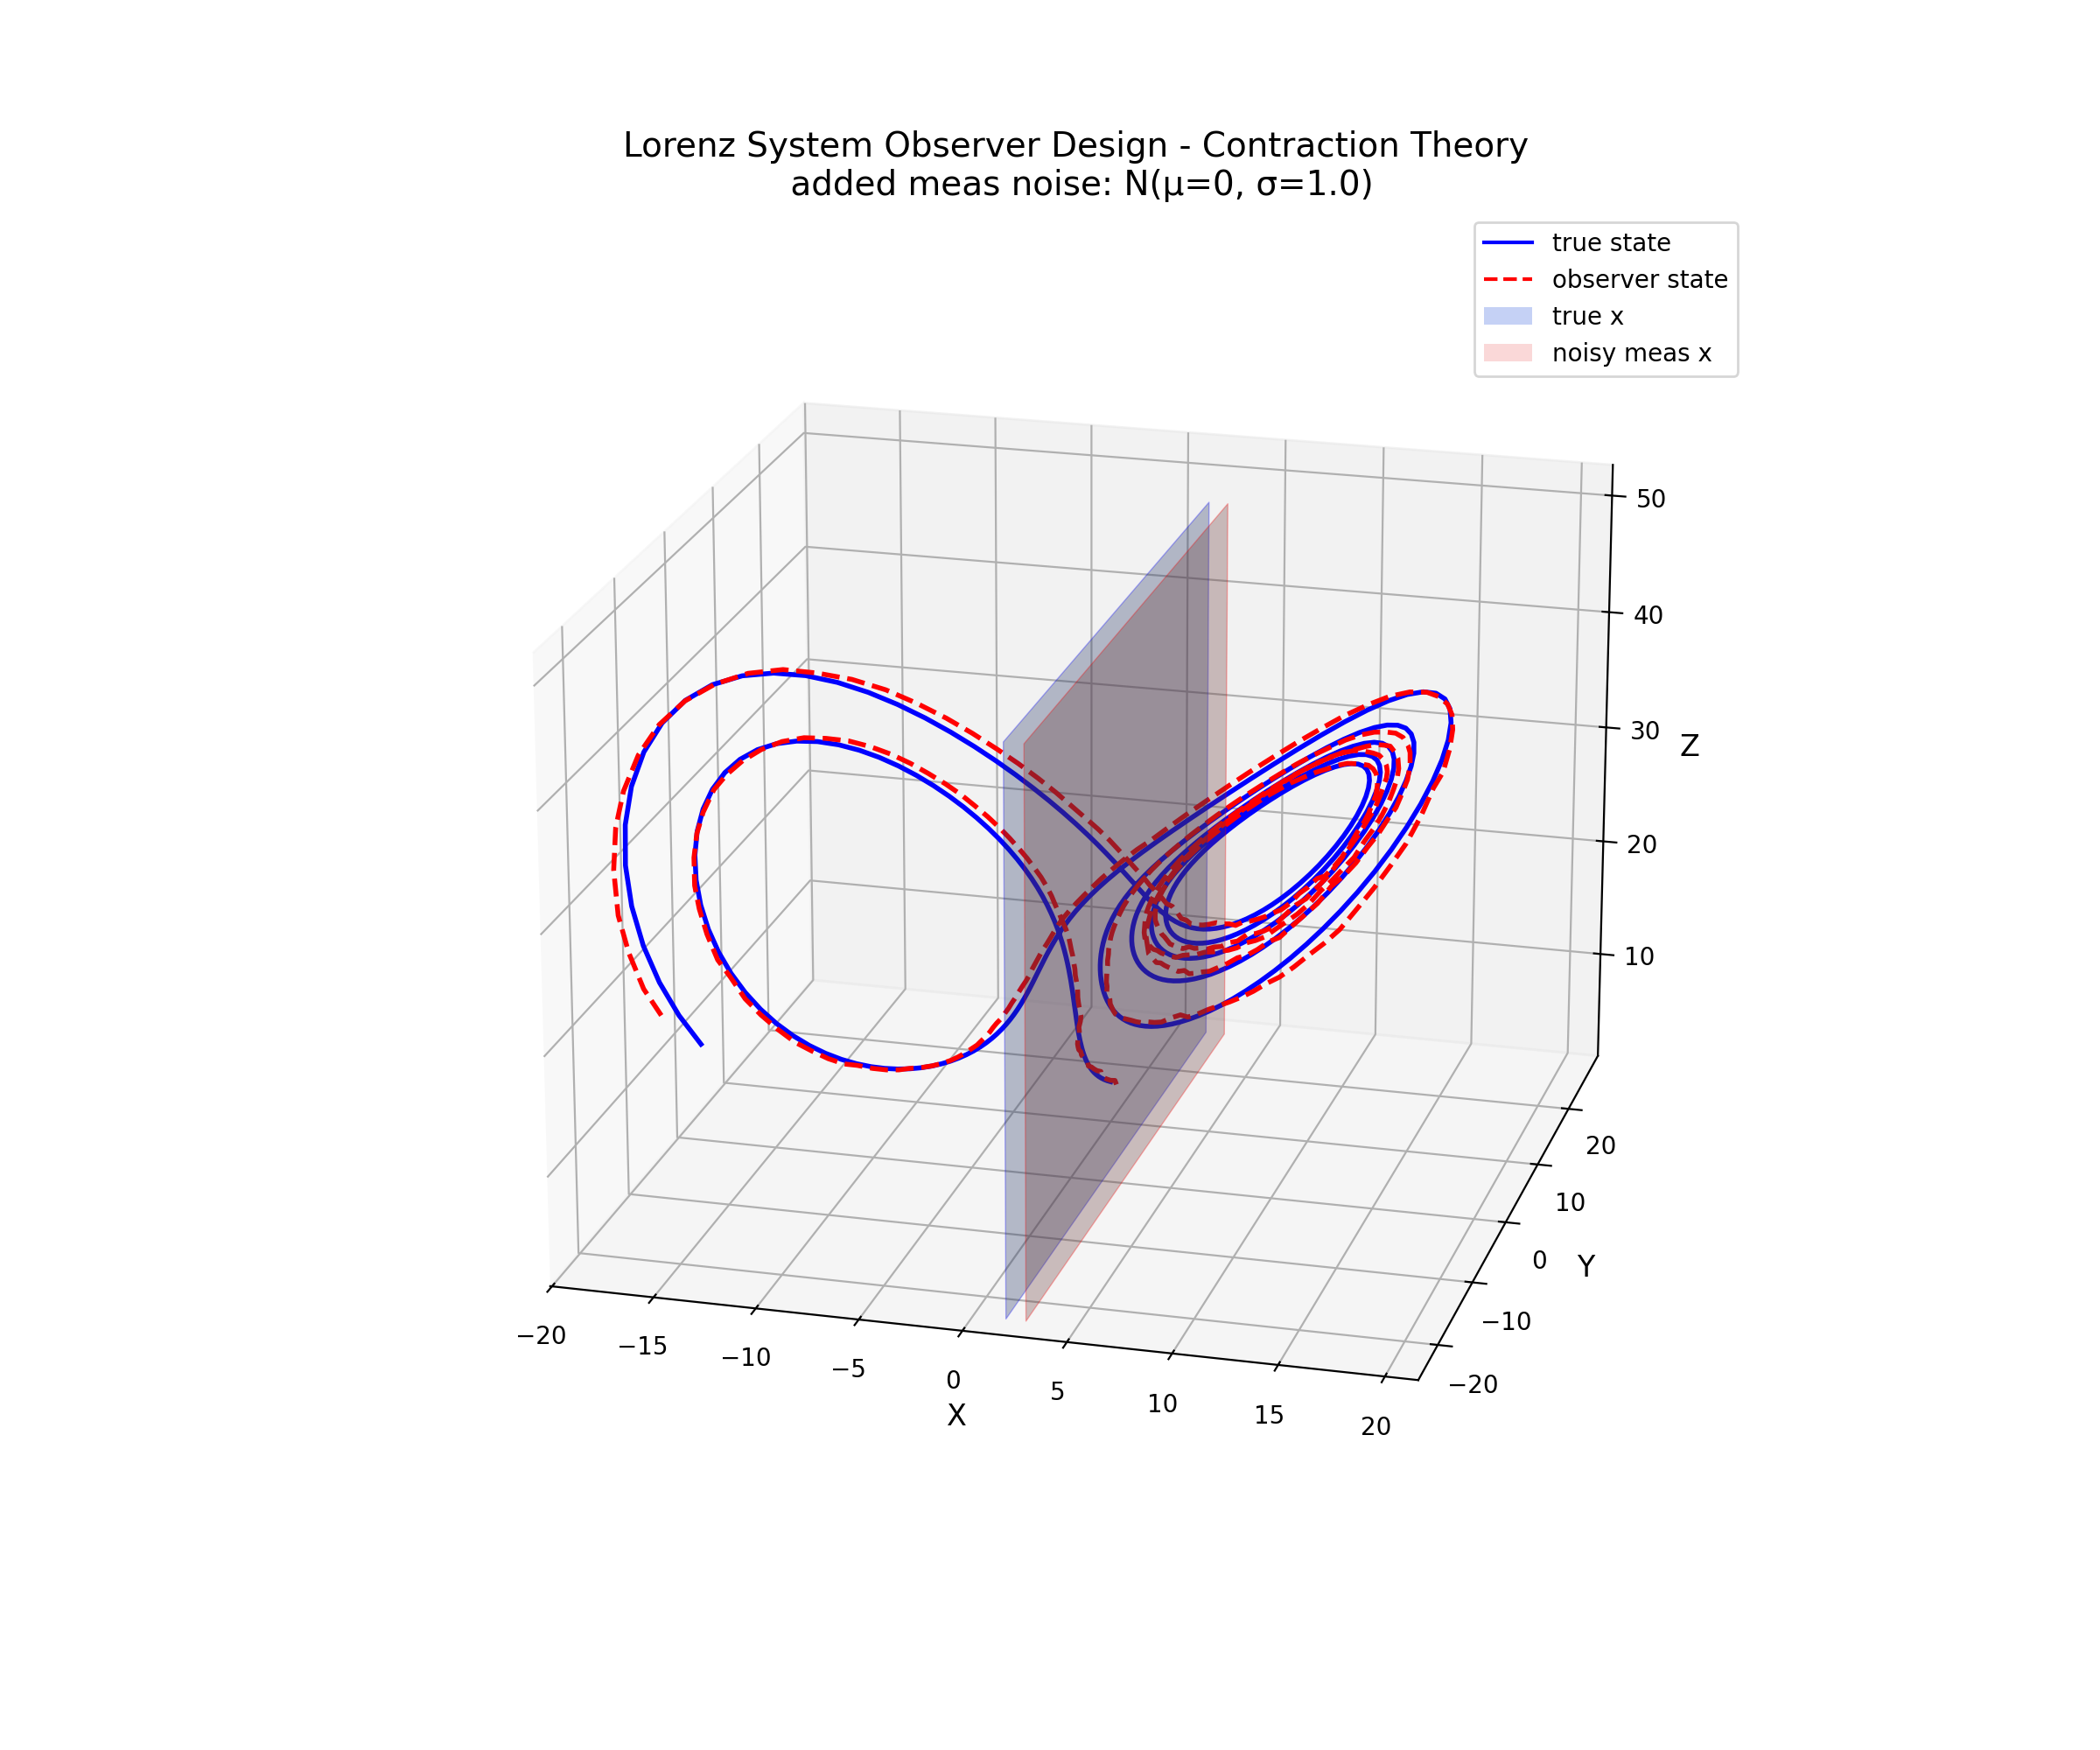 Lorenz System Observer Design - Contraction Theory
added meas noise: N(μ=0, σ=1.0)
true state
observer state
true x
noisy meas x
50
40
30
20
10
Z
20
10
0
−10
−20
Y
−20
−15
−10
−5
0
5
10
15
20
X